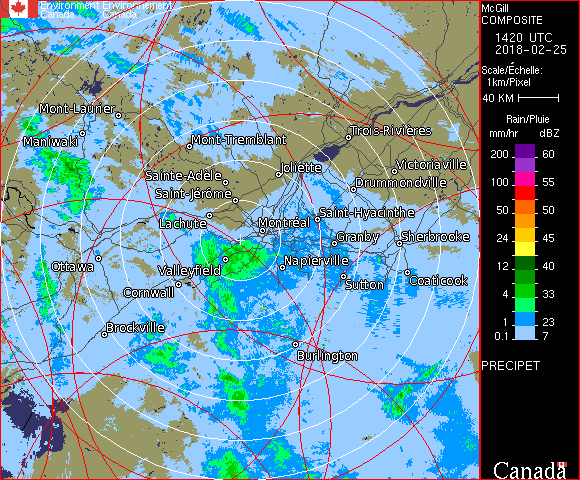 Environment Environnement
Canada Canada
Mont-Laurier
Maniwaki
Mont-Tremblant
Trois-Rivières
Sainte-Adèle
Joliette
Victoriaville
Saint-Jérôme
Drummondville
Lachute
Montréal
Saint-Hyacinthe
Granby
Sherbrooke
Ottawa
Valleyfield
Napierville
Cornwall
Sutton
Coaticook
Brockville
Burlington
McGill
COMPOSITE
1420 UTC
2018-02-25
Scale/Échelle:
1km/Pixel
40 KM
Rain/Pluie
mm/hr dBZ
200 60
100 55
50 50
24 45
12 40
4 33
1 23
0.1 7
PRECIPET
Canada